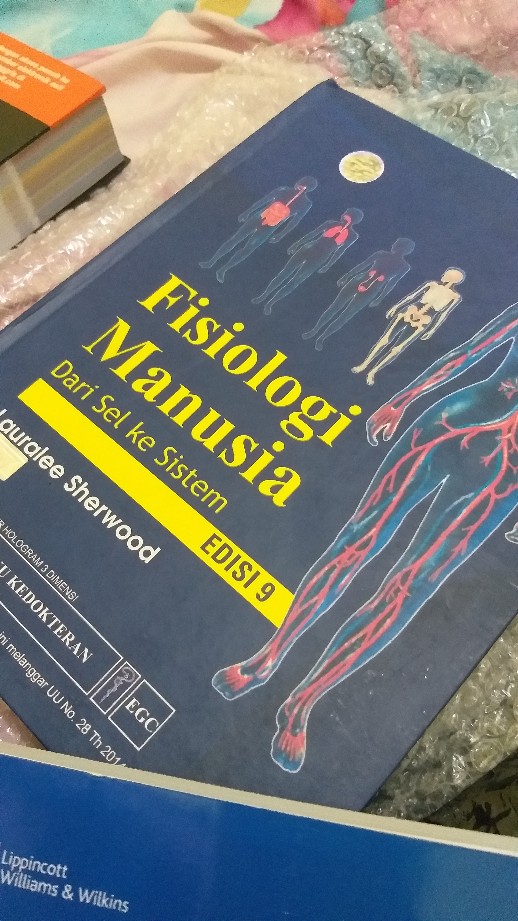 Fisiologi
Manusia
Dari Sel ke Sistem
EDISI 9
Lauralee Sherwood
HOLOGRAM 3 DIMENSI
KEDOKTERAN
EGC
ini melanggar UU No. 28 Th 2014
Lippincott
Williams & Wilkins